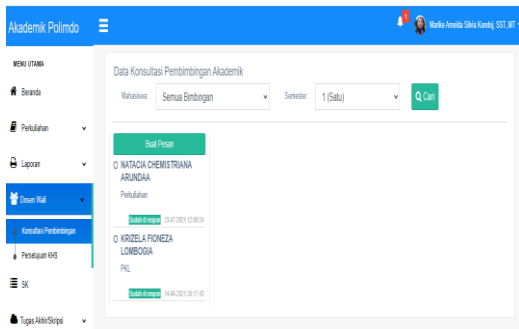 Akademik Polimdo
Marike Amelda Silvia Kondoj, SST.,MT
MENU UTAMA
Beranda
Perkuliahan
Laporan
Dosen Wali
Konsultasi Pembimbingan
Persetujuan KHS
SK
Tugas Akhir/Skripsi
Data Konsultasi Pembimbingan Akademik
Mahasiswa: Semua Bimbingan Semester: 1 (Satu) Cari
Buat Pesan
NATACIA CHEMISTRIANA
ARUNDAA
Perkuliahan
Sudah di respon
KRIZELA FIONEZA
LOMBOGIA
PKL
Sudah di respon